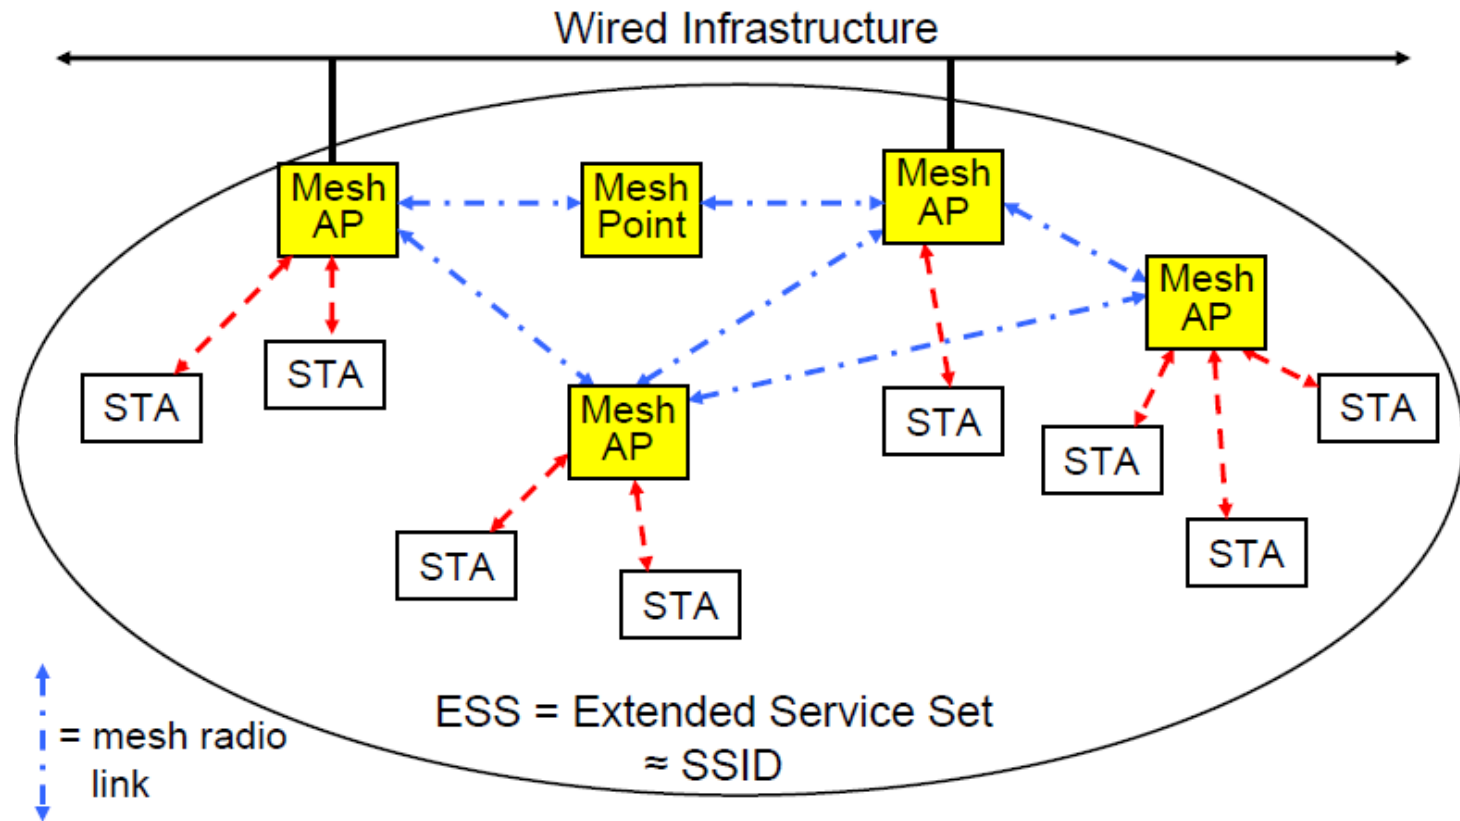 Wired Infrastructure
Mesh
AP
Mesh
Point
Mesh
AP
Mesh
AP
STA
STA
Mesh
AP
STA
STA
STA
STA
STA
STA
ESS = Extended Service Set
≈ SSID
= mesh radio
link